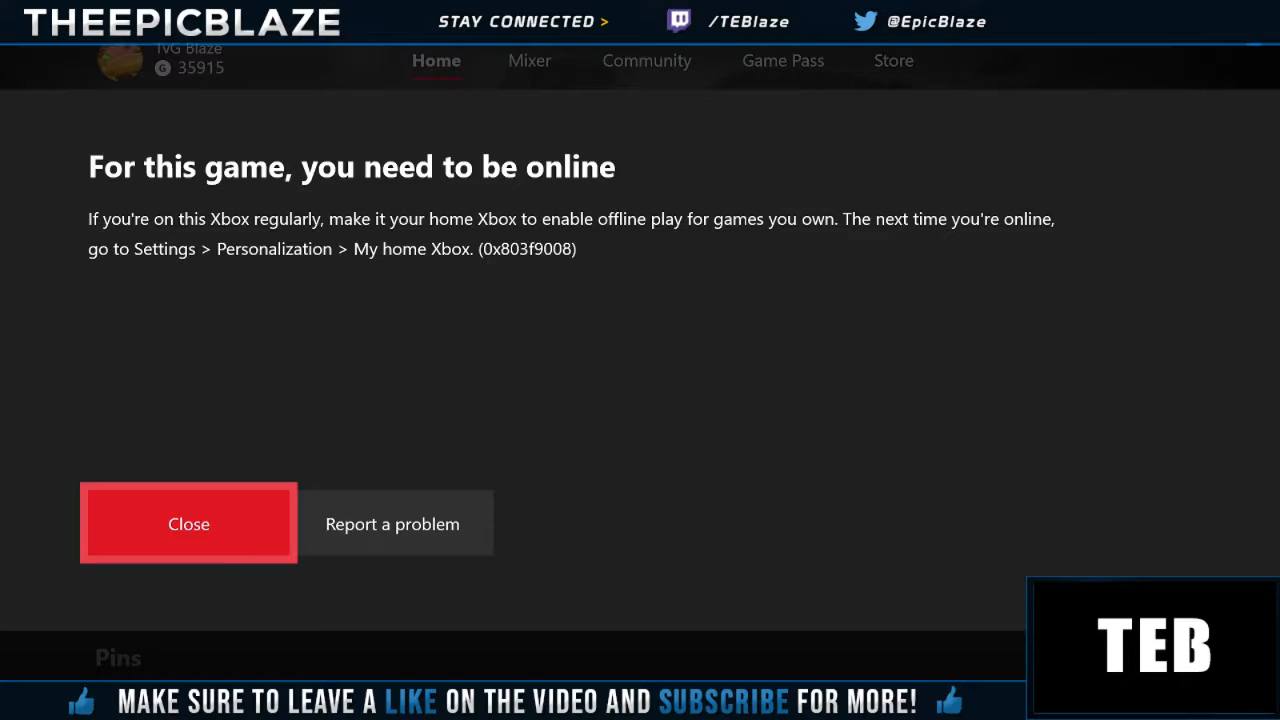 THEEPICBLAZE
STAY CONNECTED >
/TEBlaze
@EpicBlaze
TvG Blaze
G 35915
Home
Mixer
Community
Game Pass
Store
For this game, you need to be online
If you're on this Xbox regularly, make it your home Xbox to enable offline play for games you own. The next time you're online,
go to Settings > Personalization > My home Xbox. (0x803f9008)
Close
Report a problem
Pins
TEB
MAKE SURE TO LEAVE A LIKE ON THE VIDEO AND SUBSCRIBE FOR MORE!